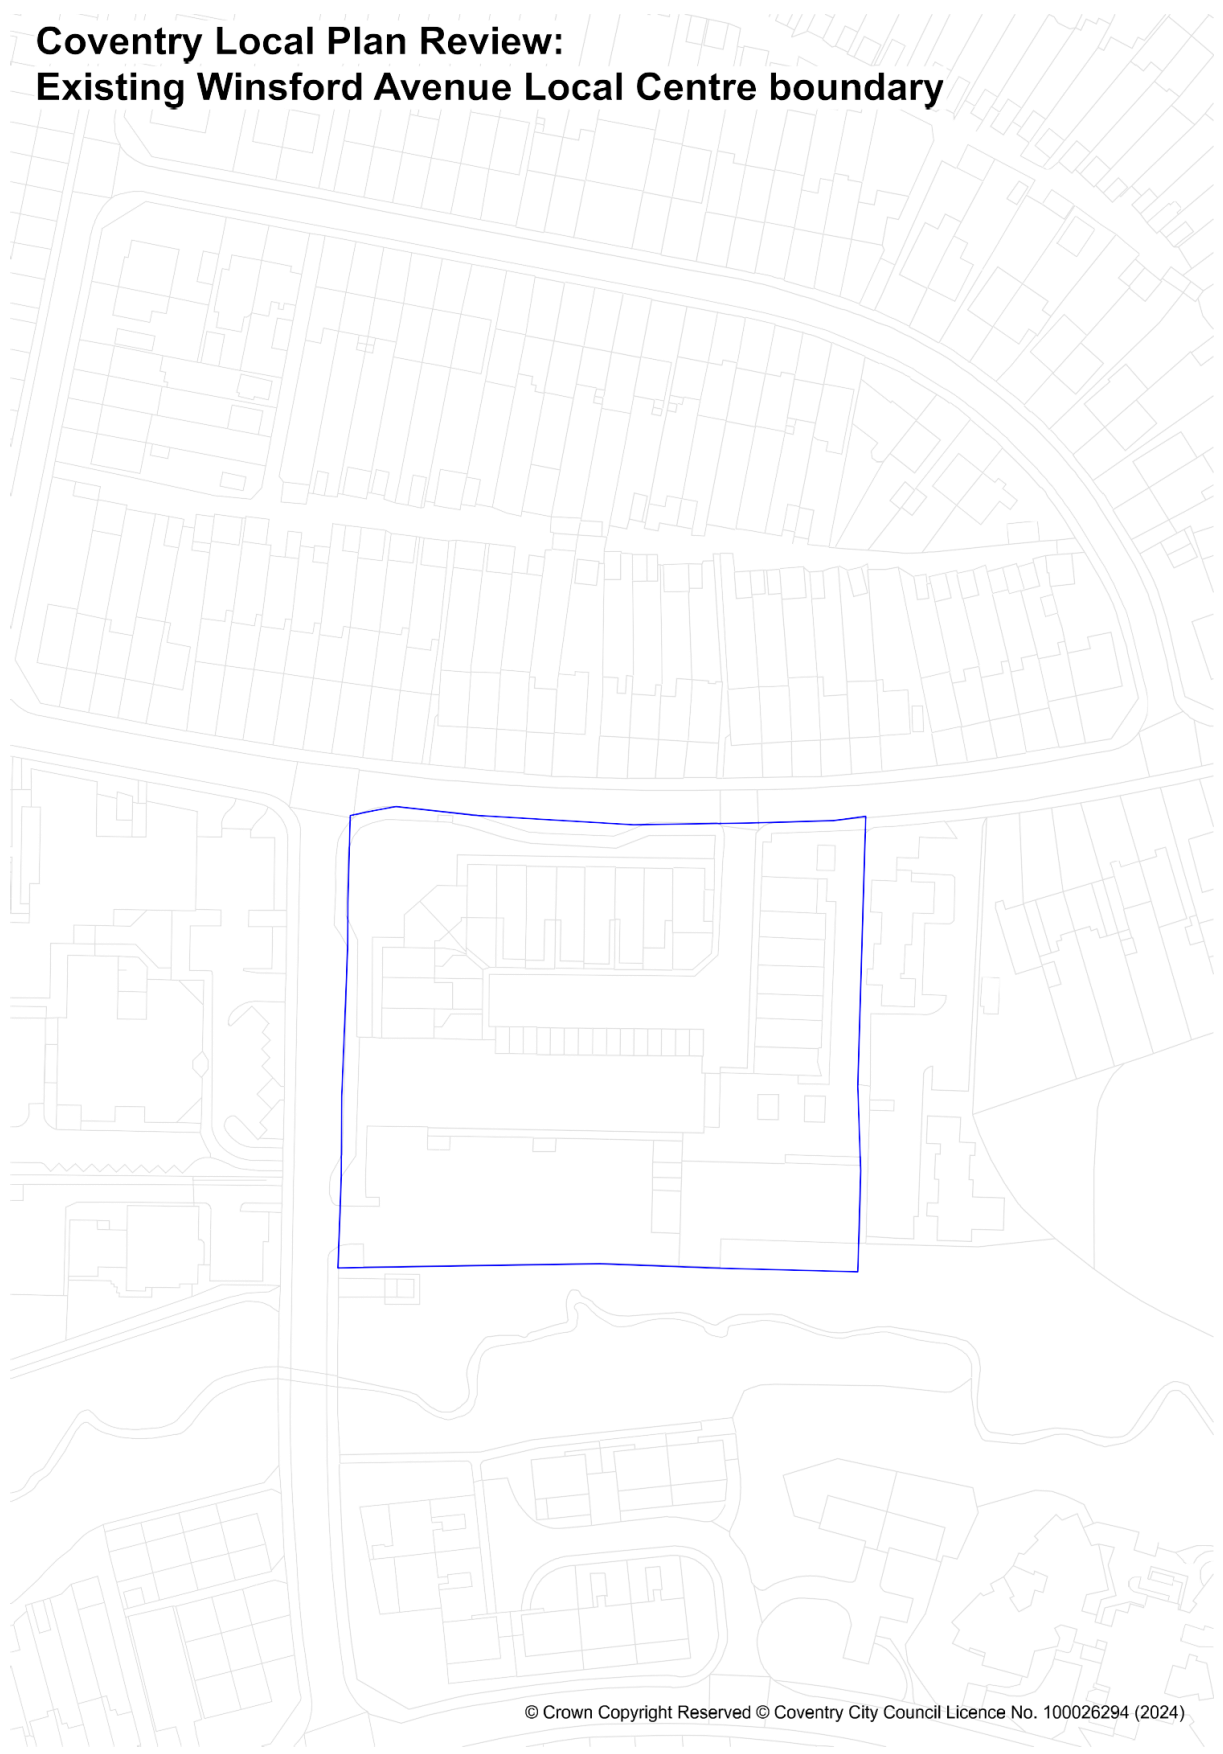 Coventry Local Plan Review:
Existing Winsford Avenue Local Centre boundary
© Crown Copyright Reserved © Coventry City Council Licence No. 100026294 (2024)